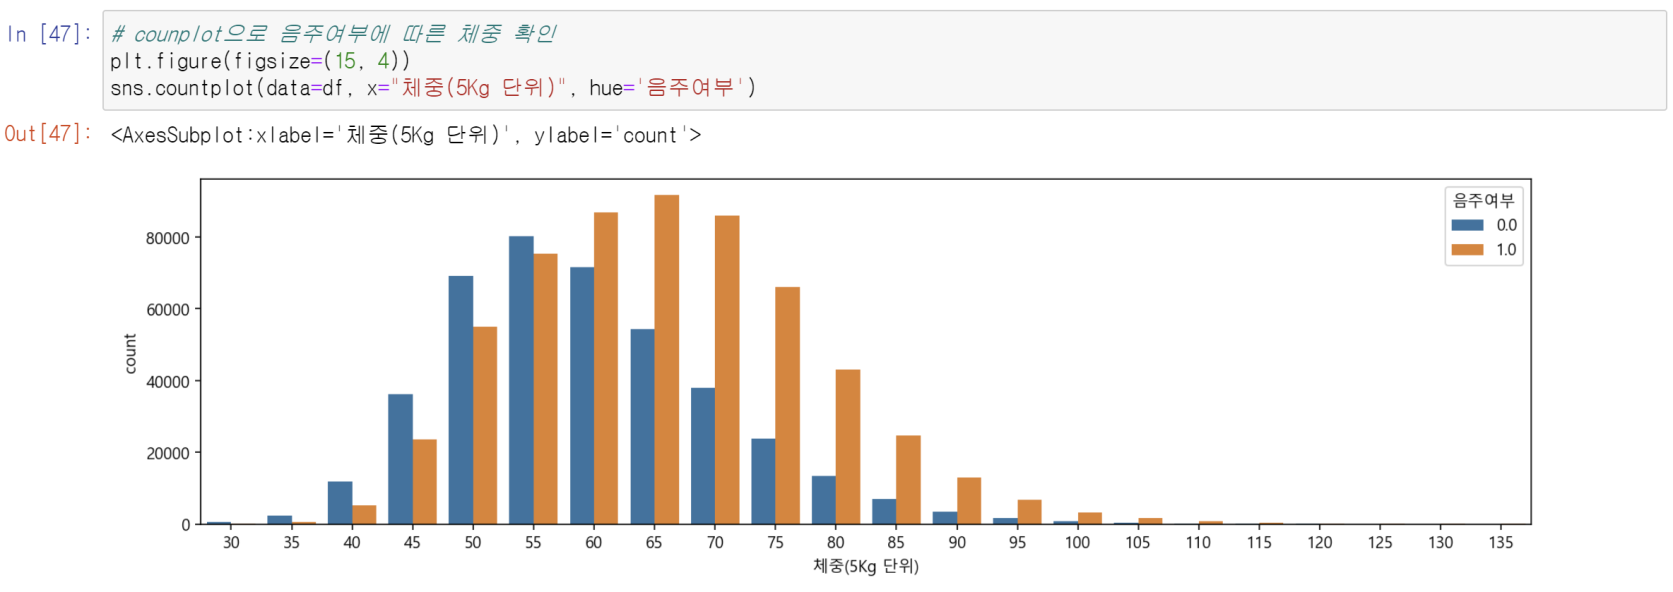 In [47]: # counplot으로 음주여부에 따른 체중 확인
plt.figure(figsize=(15, 4))
sns.countplot(data=df, x="체중(5Kg 단위)", hue='음주여부')
Out[47]: <AxesSubplot:xlabel='체중(5Kg 단위)', ylabel='count'>
음주여부
0.0
1.0
80000
60000
40000
20000
0
count
30 35 40 45 50 55 60 65 70 75 80 85 90 95 100 105 110 115 120 125 130 135
체중(5Kg 단위)